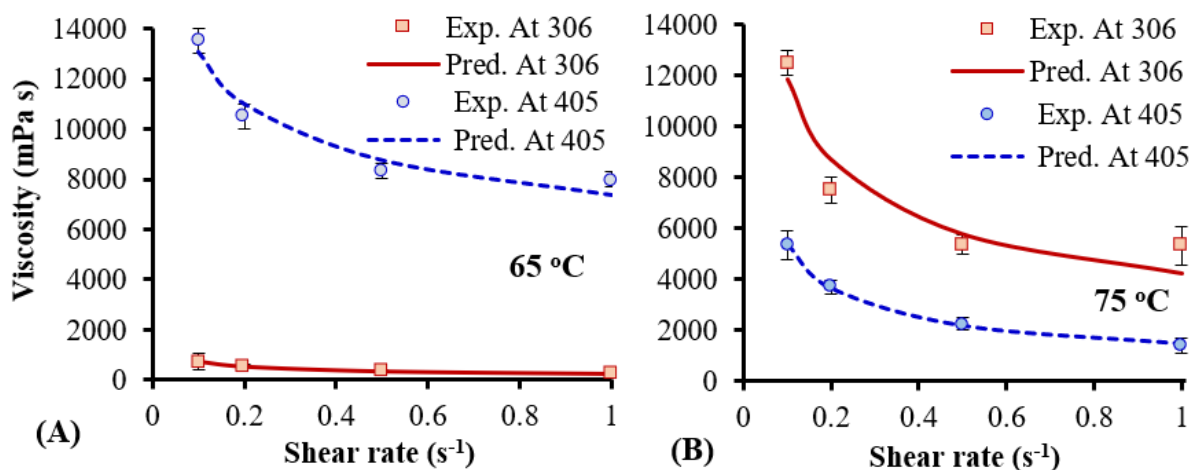 14000
12000
10000
8000
6000
4000
2000
0
Viscosity (mPa s)
Exp. At 306
Pred. At 306
Exp. At 405
Pred. At 405
65 °C
0 0.2 0.4 0.6 0.8 1
Shear rate (s-1)
(A)
14000
12000
10000
8000
6000
4000
2000
0
Exp. At 306
Pred. At 306
Exp. At 405
Pred. At 405
75 °C
0 0.2 0.4 0.6 0.8 1
Shear rate (s-1)
(B)